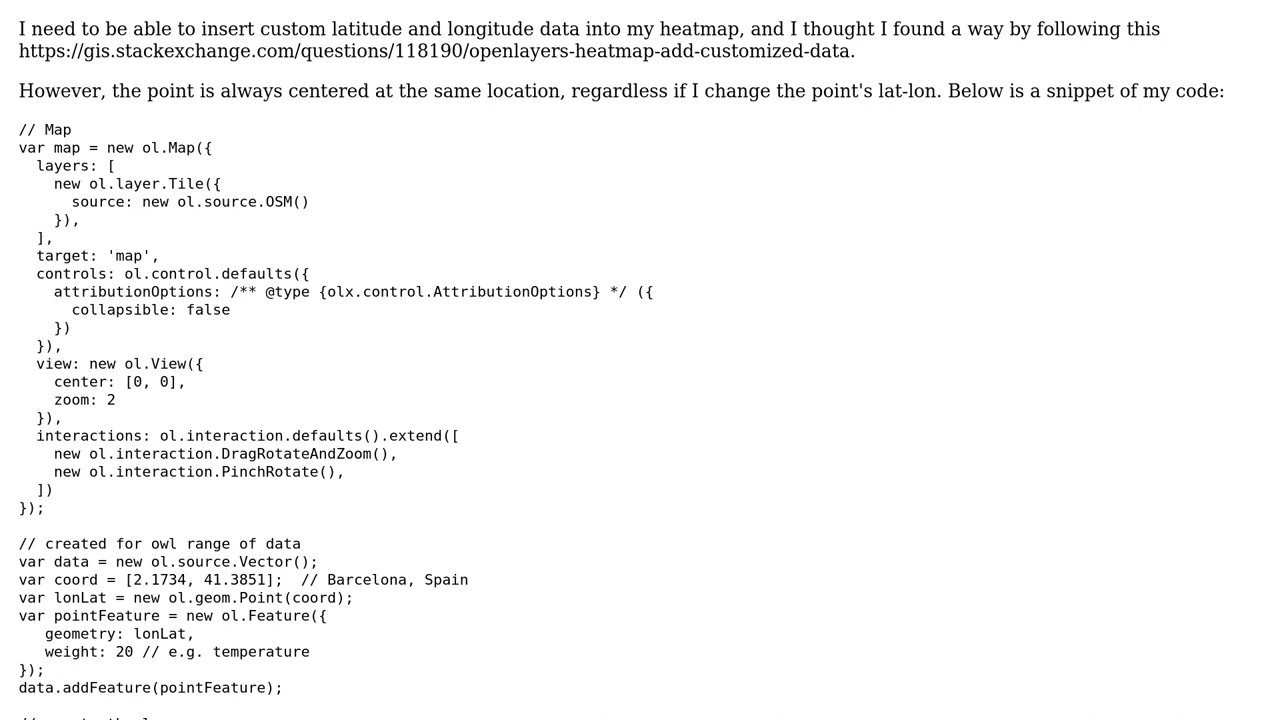 I need to be able to insert custom latitude and longitude data into my heatmap, and I thought I found a way by following this
https://gis.stackexchange.com/questions/118190/openlayers-heatmap-add-customized-data.
However, the point is always centered at the same location, regardless if I change the point's lat-lon. Below is a snippet of my code:
// Map
var map = new ol.Map({
  layers: [
    new ol.layer.Tile({
      source: new ol.source.OSM()
    }),
  ],
  target: 'map',
  controls: ol.control.defaults({
    attributionOptions: /** @type {olx.control.AttributionOptions} */ ({
      collapsible: false
    })
  }),
  view: new ol.View({
    center: [0, 0],
    zoom: 2
  }),
  interactions: ol.interaction.defaults().extend([
    new ol.interaction.DragRotateAndZoom(),
    new ol.interaction.PinchRotate(),
  ])
});
// created for owl range of data
var data = new ol.source.Vector();
var coord = [2.1734, 41.3851];  // Barcelona, Spain
var lonLat = new ol.geom.Point(coord);
var pointFeature = new ol.Feature({
   geometry: lonLat,
   weight: 20 // e.g. temperature
});
data.addFeature(pointFeature);